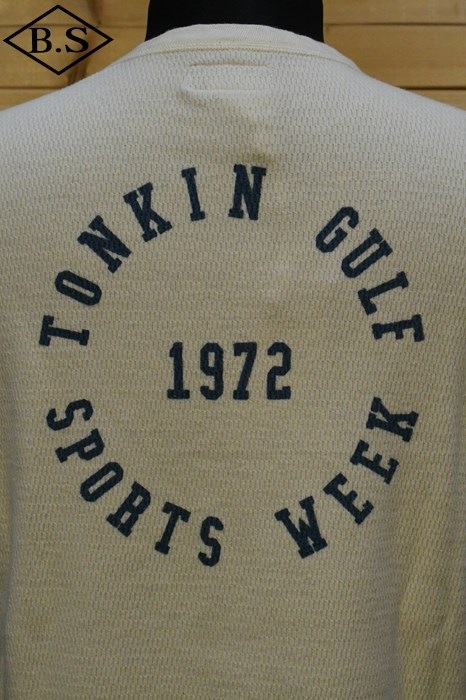 B.S
TONKIN GULF
1972
SPORTS WEEK